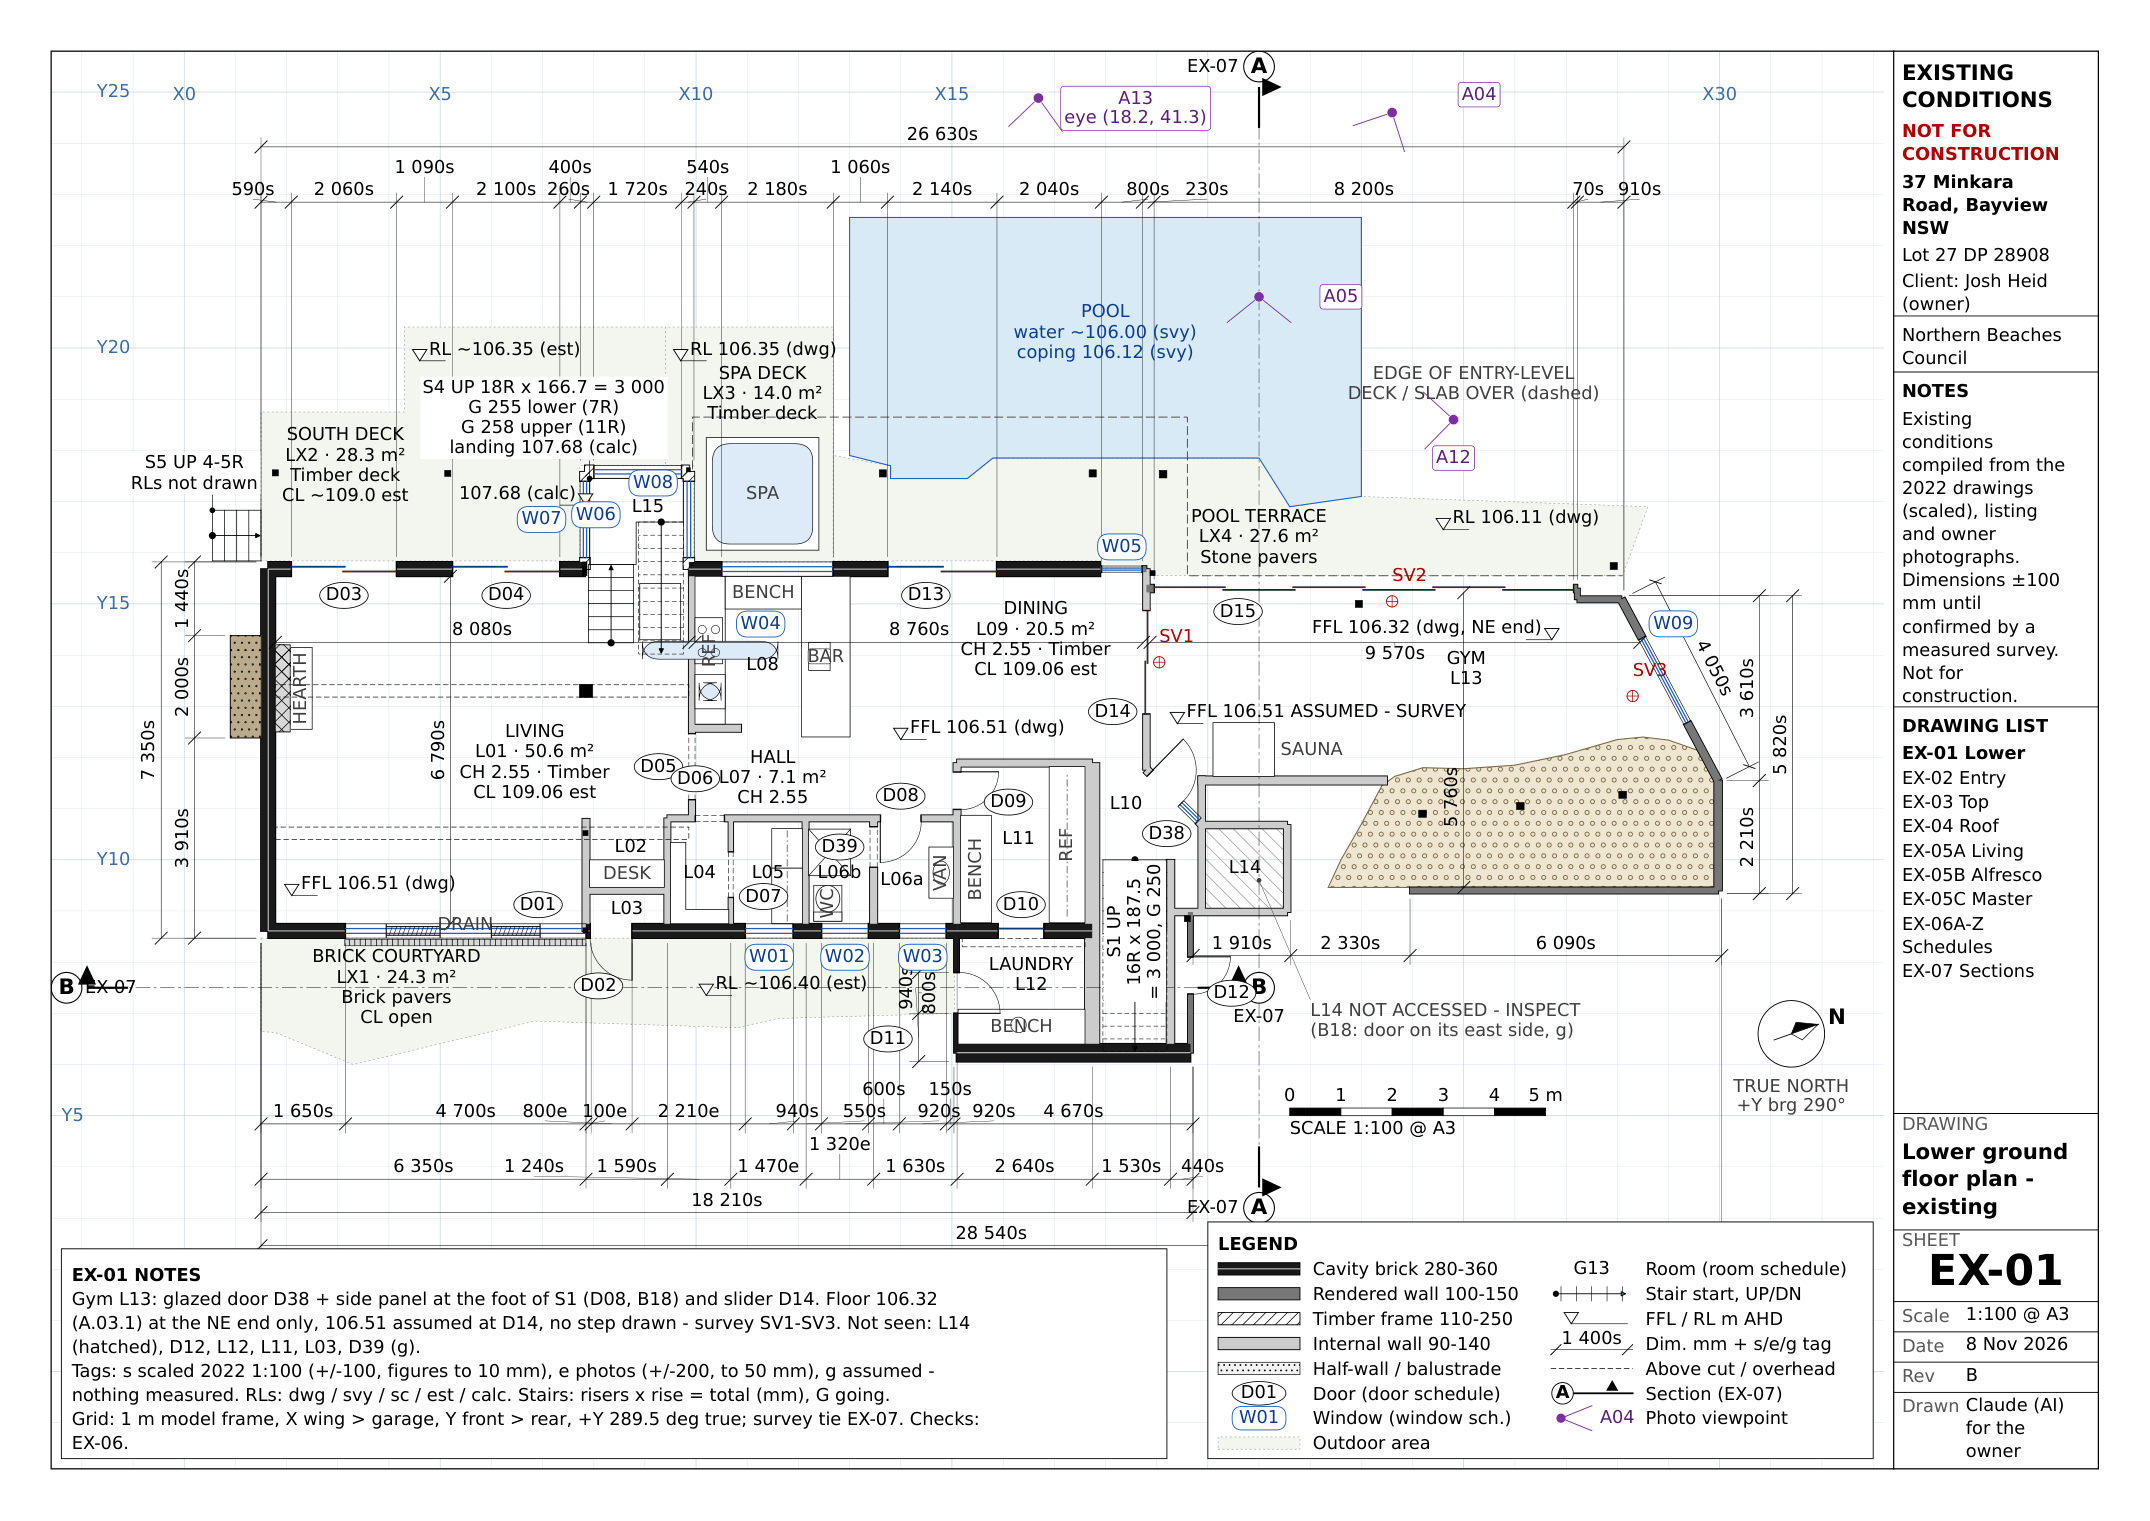 EX-07
A
Y25
X0
X5
X10
X15
X30
A13
eye (18.2, 41.3)
A04
26 630s
1 090s
400s
540s
1 060s
590s
2 060s
2 100s
260s
1 720s
240s
2 180s
2 140s
2 040s
800s
230s
8 200s
70s
910s
Y20
RL ~106.35 (est)
RL 106.35 (dwg)
POOL
water ~106.00 (svy)
coping 106.12 (svy)
A05
S4 UP 18R x 166.7 = 3 000
G 255 lower (7R)
G 258 upper (11R)
landing 107.68 (calc)
SPA DECK
LX3 · 14.0 m²
Timber deck
EDGE OF ENTRY-LEVEL
DECK / SLAB OVER (dashed)
A12
SOUTH DECK
LX2 · 28.3 m²
Timber deck
CL ~109.0 est
S5 UP 4-5R
RLs not drawn
107.68 (calc)
W08
W07
W06
L15
SPA
W05
POOL TERRACE
LX4 · 27.6 m²
Stone pavers
RL 106.11 (dwg)
Y15
D03
D04
BENCH
W04
D13
DINING
L09 · 20.5 m²
CH 2.55 · Timber
CL 109.06 est
D15
SV2
SV1
FFL 106.32 (dwg, NE end)
W09
SV3
8 080s
8 760s
9 570s
GYM
L13
4 050s
3 610s
5 820s
1 440s
2 000s
7 350s
3 910s
HEARTH
REF
L08
BAR
6 790s
LIVING
L01 · 50.6 m²
CH 2.55 · Timber
CL 109.06 est
D05
D06
HALL
L07 · 7.1 m²
CH 2.55
FFL 106.51 (dwg)
D14
FFL 106.51 ASSUMED - SURVEY
SAUNA
D08
D09
L10
5 760s
2 210s
Y10
L02
DESK
L03
L04
L05
D07
D39
L06b
WC
L06a
VAN
BENCH
L11
REF
D38
L14
FFL 106.51 (dwg)
D01
DRAIN
D10
S1 UP
16R x 187.5
= 3 000, G 250
BRICK COURTYARD
LX1 · 24.3 m²
Brick pavers
CL open
W01
W02
W03
D02
RL ~106.40 (est)
940s
800s
LAUNDRY
L12
BENCH
D11
D12
1 910s
2 330s
6 090s
B
EX-07
B
EX-07
L14 NOT ACCESSED - INSPECT
(B18: door on its east side, g)
N
TRUE NORTH
+Y brg 290°
Y5
600s
150s
1 650s
4 700s
800e
100e
2 210e
940s
550s
920s
920s
4 670s
0 1 2 3 4 5 m
SCALE 1:100 @ A3
1 320e
6 350s
1 240s
1 590s
1 470e
1 630s
2 640s
1 530s
440s
18 210s
EX-07
A
28 540s
EX-01 NOTES
Gym L13: glazed door D38 + side panel at the foot of S1 (D08, B18) and slider D14. Floor 106.32
(A.03.1) at the NE end only, 106.51 assumed at D14, no step drawn - survey SV1-SV3. Not seen: L14
(hatched), D12, L12, L11, L03, D39 (g).
Tags: s scaled 2022 1:100 (+/-100, figures to 10 mm), e photos (+/-200, to 50 mm), g assumed -
nothing measured. RLs: dwg / svy / sc / est / calc. Stairs: risers x rise = total (mm), G going.
Grid: 1 m model frame, X wing > garage, Y front > rear, +Y 289.5 deg true; survey tie EX-07. Checks:
EX-06.
LEGEND
Cavity brick 280-360
Rendered wall 100-150
Timber frame 110-250
Internal wall 90-140
Half-wall / balustrade
D01 Door (door schedule)
W01 Window (window sch.)
Outdoor area
G13 Room (room schedule)
Stair start, UP/DN
FFL / RL m AHD
1 400s Dim. mm + s/e/g tag
Above cut / overhead
A Section (EX-07)
A04 Photo viewpoint
EXISTING
CONDITIONS
NOT FOR
CONSTRUCTION
37 Minkara
Road, Bayview
NSW
Lot 27 DP 28908
Client: Josh Heid
(owner)
Northern Beaches
Council
NOTES
Existing
conditions
compiled from the
2022 drawings
(scaled), listing
and owner
photographs.
Dimensions ±100
mm until
confirmed by a
measured survey.
Not for
construction.
DRAWING LIST
EX-01 Lower
EX-02 Entry
EX-03 Top
EX-04 Roof
EX-05A Living
EX-05B Alfresco
EX-05C Master
EX-06A-Z
Schedules
EX-07 Sections
DRAWING
Lower ground
floor plan -
existing
SHEET
EX-01
Scale 1:100 @ A3
Date 8 Nov 2026
Rev B
Drawn Claude (AI)
for the
owner